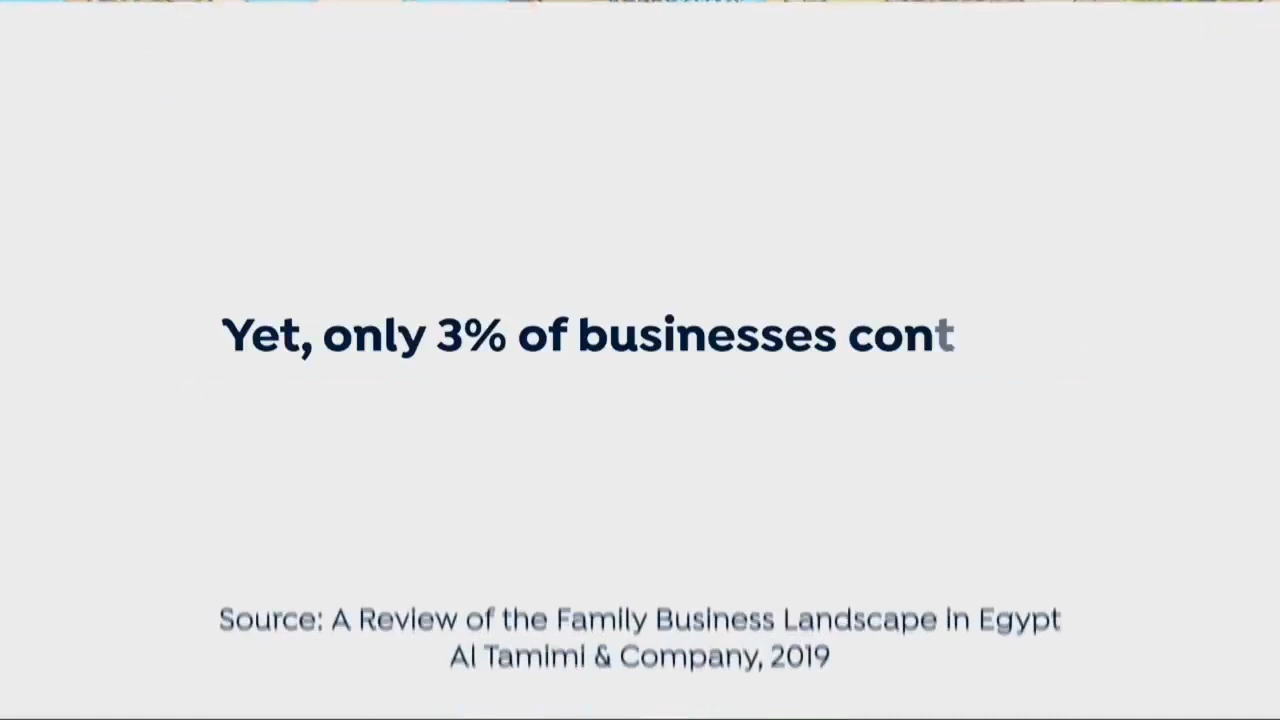 Yet, only 3% of businesses cont
Source: A Review of the Family Business Landscape in Egypt
Al Tamimi & Company, 2019